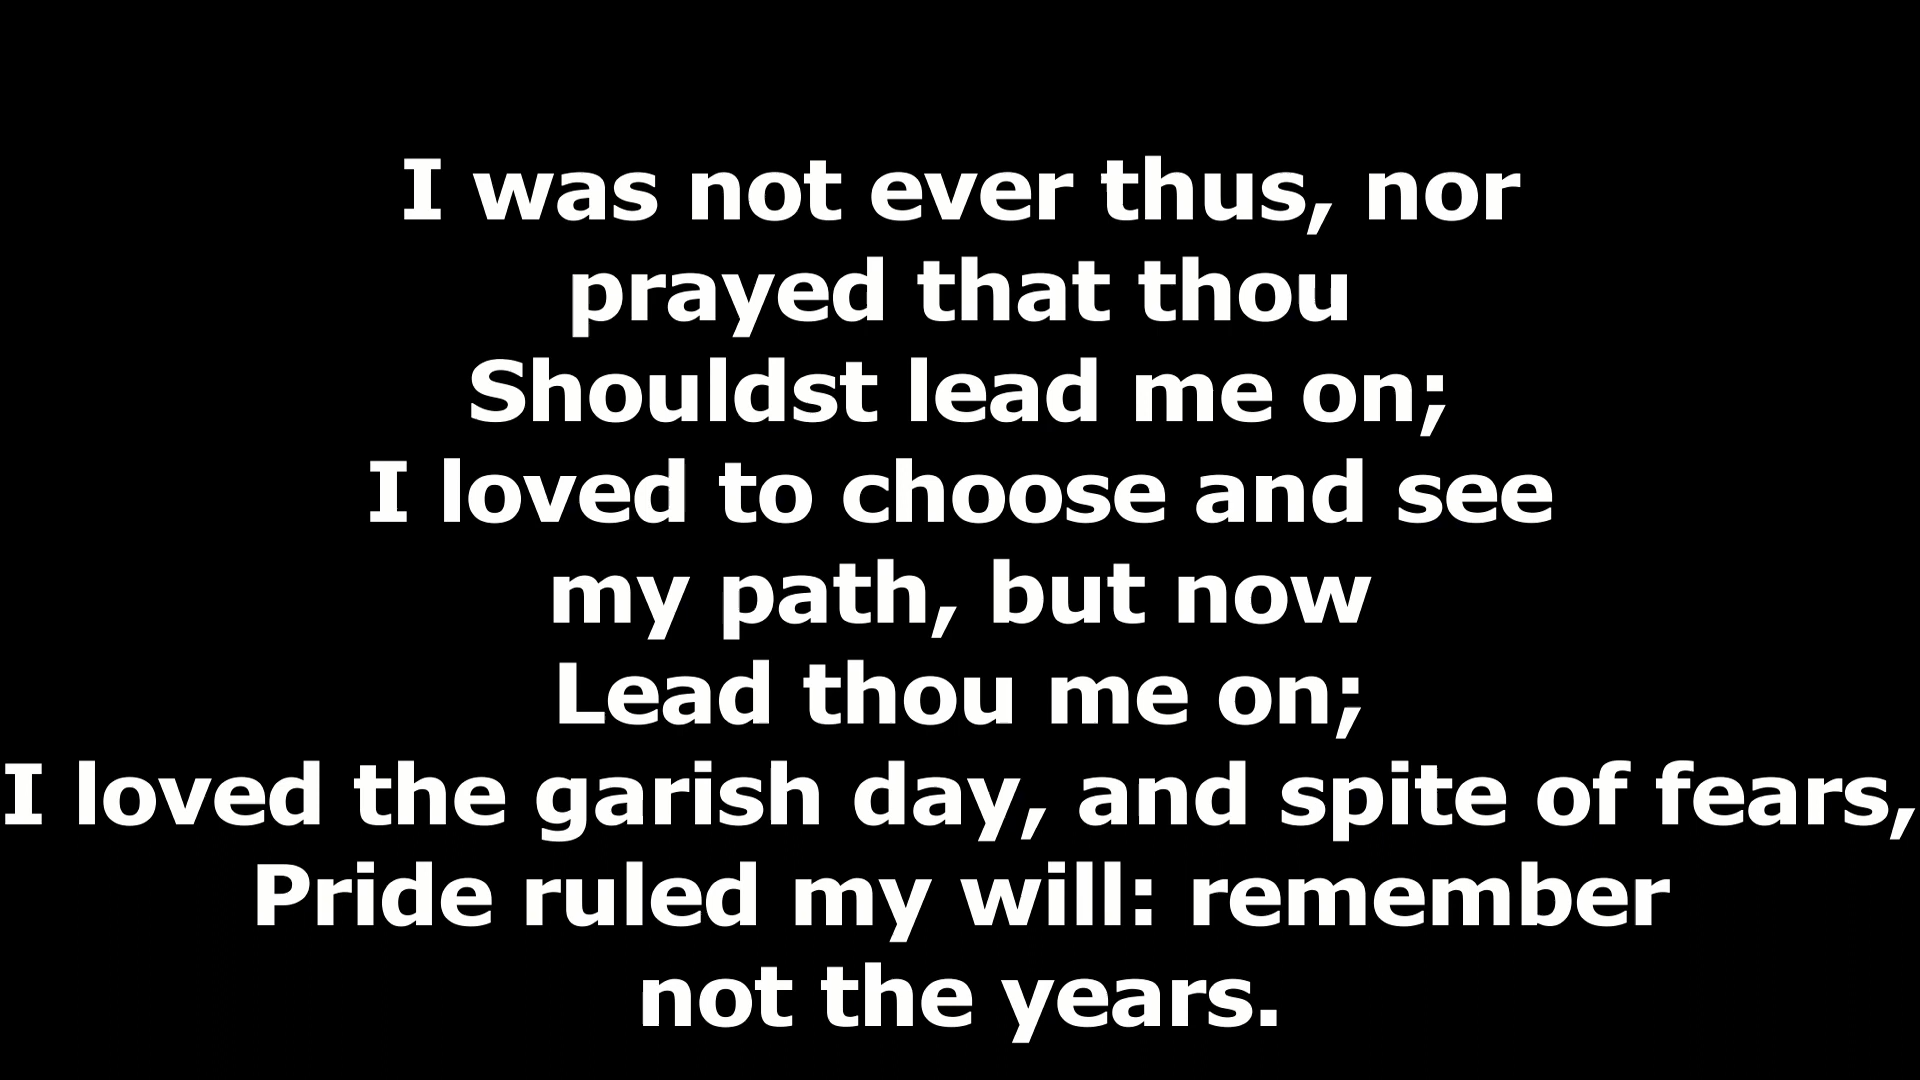 I was not ever thus, nor
prayed that thou
Shouldst lead me on;
I loved to choose and see
my path, but now
Lead thou me on;
I loved the garish day, and spite of fears,
Pride ruled my will: remember
not the years.